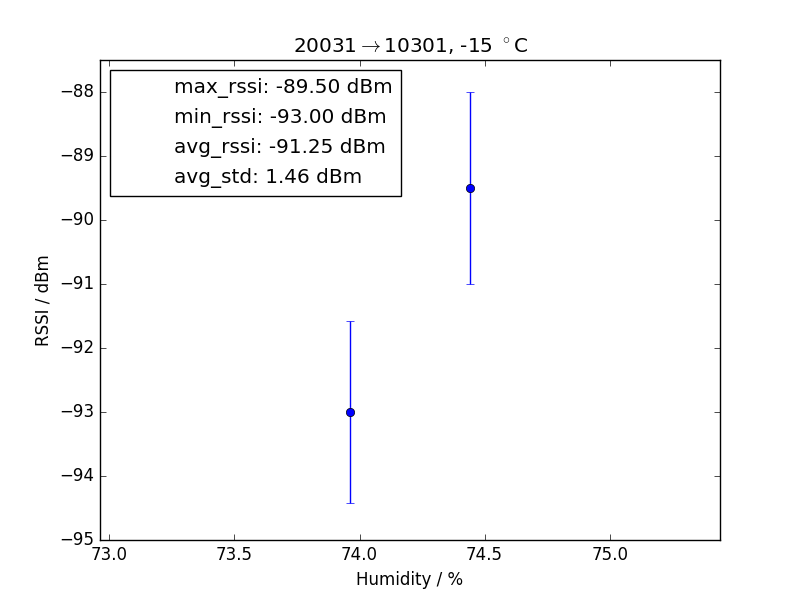 20031→10301, -15 °C
max_rssi: -89.50 dBm
min_rssi: -93.00 dBm
avg_rssi: -91.25 dBm
avg_std: 1.46 dBm
RSSI / dBm
−88
−89
−90
−91
−92
−93
−94
−95
73.0 73.5 74.0 74.5 75.0
Humidity / %